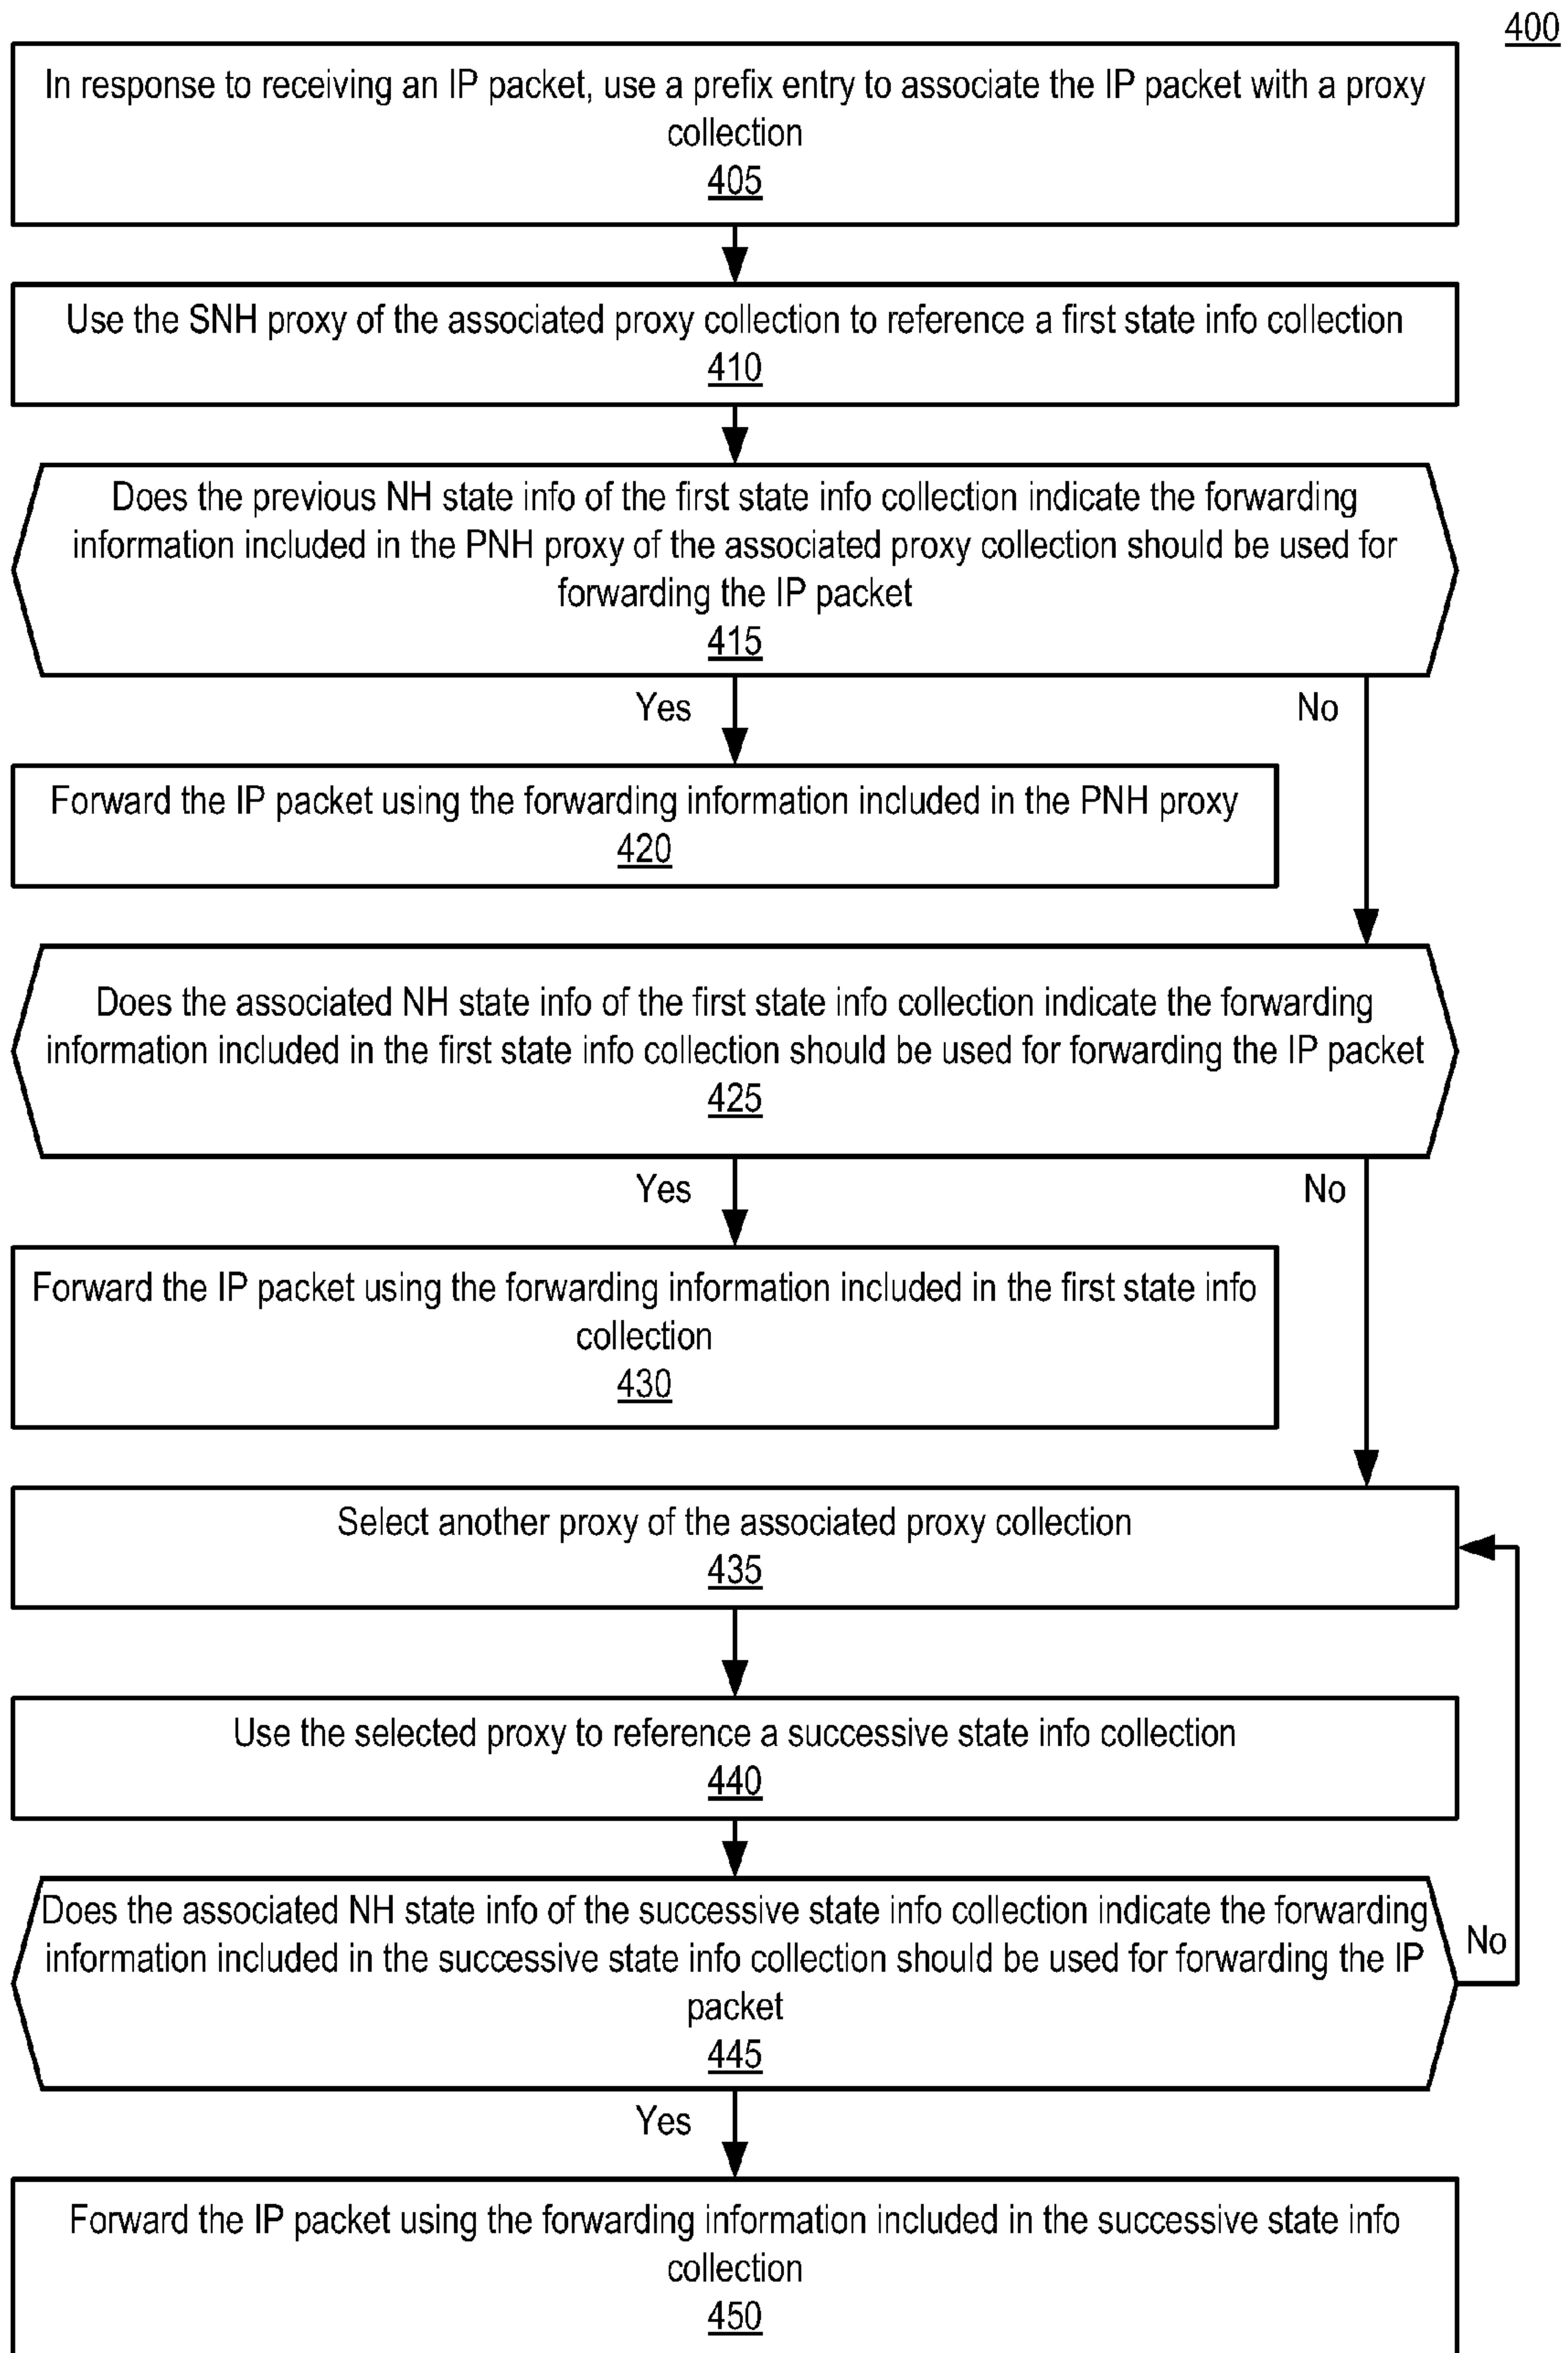 400
In response to receiving an IP packet, use a prefix entry to associate the IP packet with a proxy
collection
405
Use the SNH proxy of the associated proxy collection to reference a first state info collection
410
Does the previous NH state info of the first state info collection indicate the forwarding
information included in the PNH proxy of the associated proxy collection should be used for
forwarding the IP packet
415
Yes
No
Forward the IP packet using the forwarding information included in the PNH proxy
420
Does the associated NH state info of the first state info collection indicate the forwarding
information included in the first state info collection should be used for forwarding the IP packet
425
Yes
No
Forward the IP packet using the forwarding information included in the first state info
collection
430
Select another proxy of the associated proxy collection
435
Use the selected proxy to reference a successive state info collection
440
Does the associated NH state info of the successive state info collection indicate the forwarding
information included in the successive state info collection should be used for forwarding the IP
packet
445
No
Yes
Forward the IP packet using the forwarding information included in the successive state info
collection
450